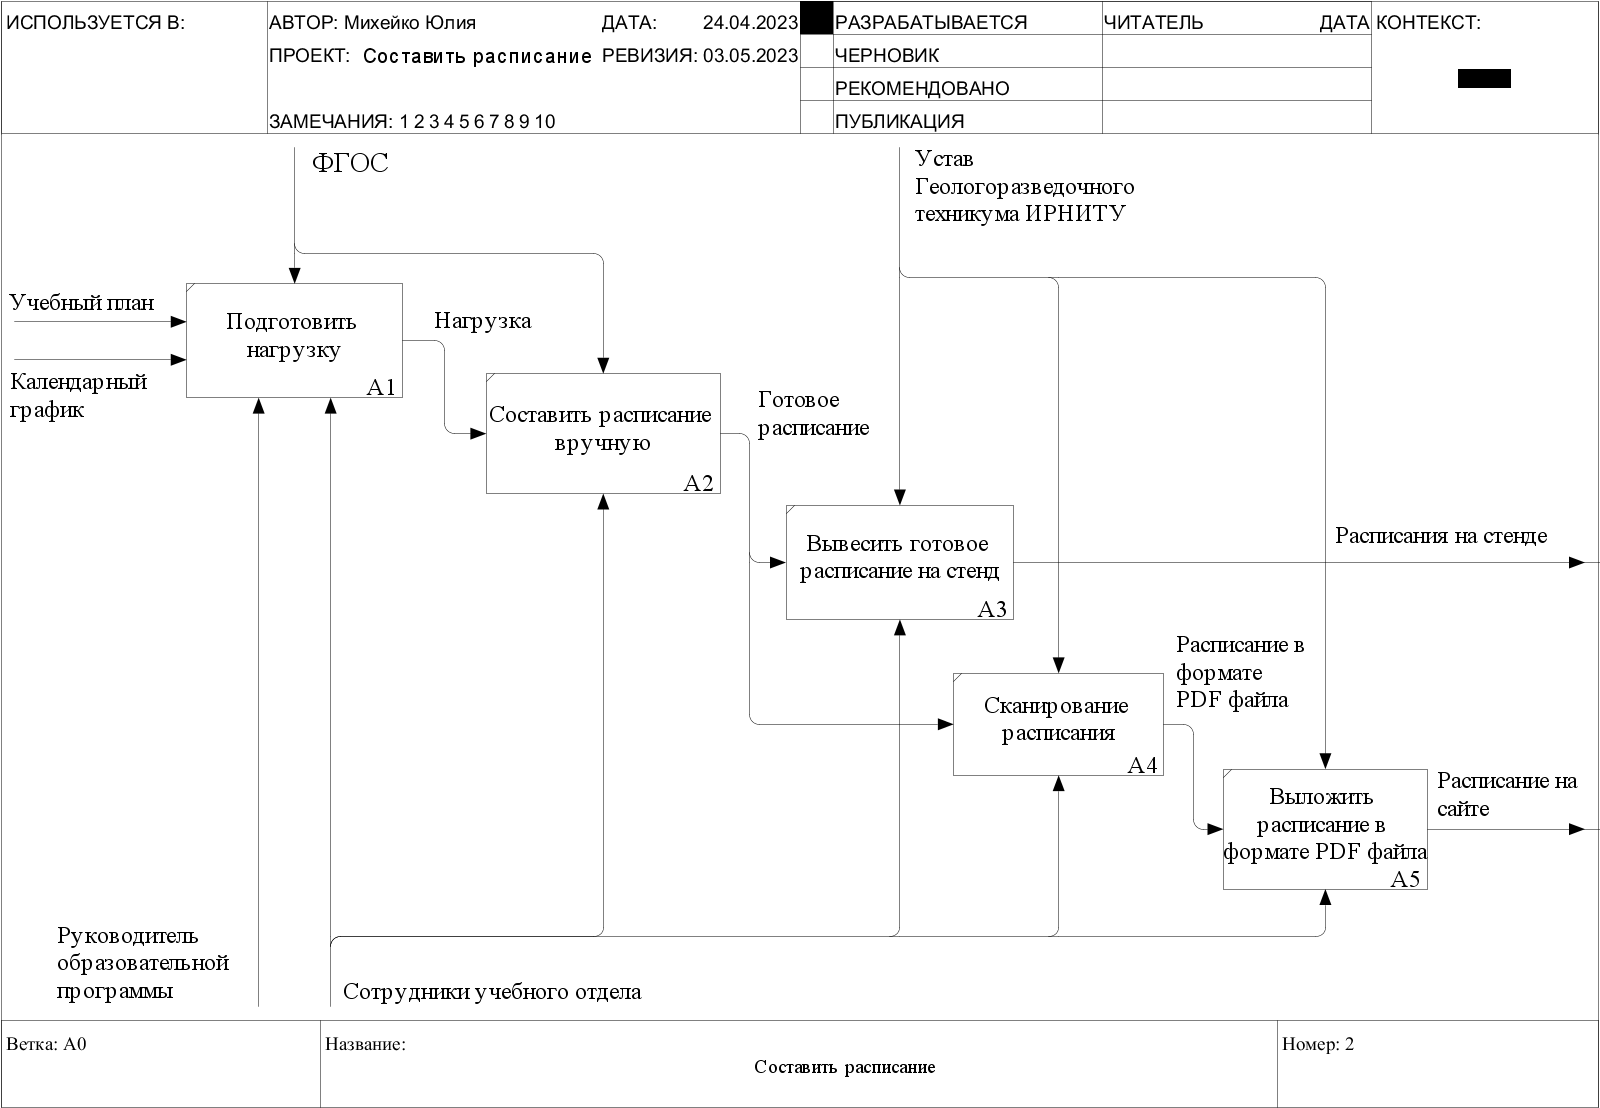 ИСПОЛЬЗУЕТСЯ В:
АВТОР: Михейко Юлия
ДАТА: 24.04.2023
ПРОЕКТ: Составить расписание
РЕВИЗИЯ: 03.05.2023
ЗАМЕЧАНИЯ: 1 2 3 4 5 6 7 8 9 10
РАЗРАБАТЫВАЕТСЯ
ЧЕРНОВИК
РЕКОМЕНДОВАНО
ПУБЛИКАЦИЯ
ЧИТАТЕЛЬ
ДАТА
КОНТЕКСТ:
ФГОС
Устав
Геологоразведочного
техникума ИРНИТУ
Учебный план
Календарный
график
Подготовить
нагрузку
A1
Нагрузка
Составить расписание
вручную
A2
Готовое
расписание
Вывесить готовое
расписание на стенд
A3
Расписания на стенде
Сканирование
расписания
A4
Расписание в
формате
PDF файла
Выложить
расписание в
формате PDF файла
A5
Расписание на
сайте
Руководитель
образовательной
программы
Сотрудники учебного отдела
Ветка: A0
Название:
Составить расписание
Номер: 2